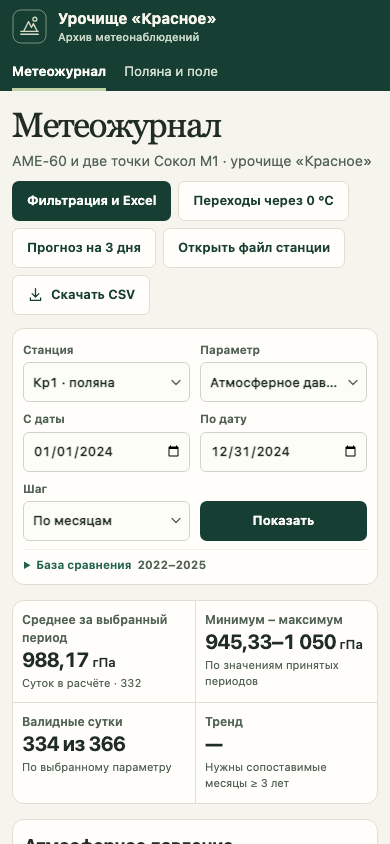 Урочище «Красное»
Архив метеонаблюдений
Метеожурнал
Поляна и поле
Метеожурнал
АМЕ-60 и две точки Сокол М1 · урочище «Красное»
Фильтрация и Excel
Переходы через 0 °C
Прогноз на 3 дня
Открыть файл станции
Скачать CSV
Станция
Параметр
Кр1 · поляна
Атмосферное дав...
С даты
По дату
01/01/2024
12/31/2024
Шаг
По месяцам
Показать
База сравнения 2022–2025
Среднее за выбранный
период
988,17 гПа
Суток в расчёте · 332
Минимум – максимум
945,33–1 050 гПа
По значениям принятых
периодов
Валидные сутки
334 из 366
По выбранному параметру
Тренд
—
Нужны сопоставимые
месяцы ≥ 3 лет